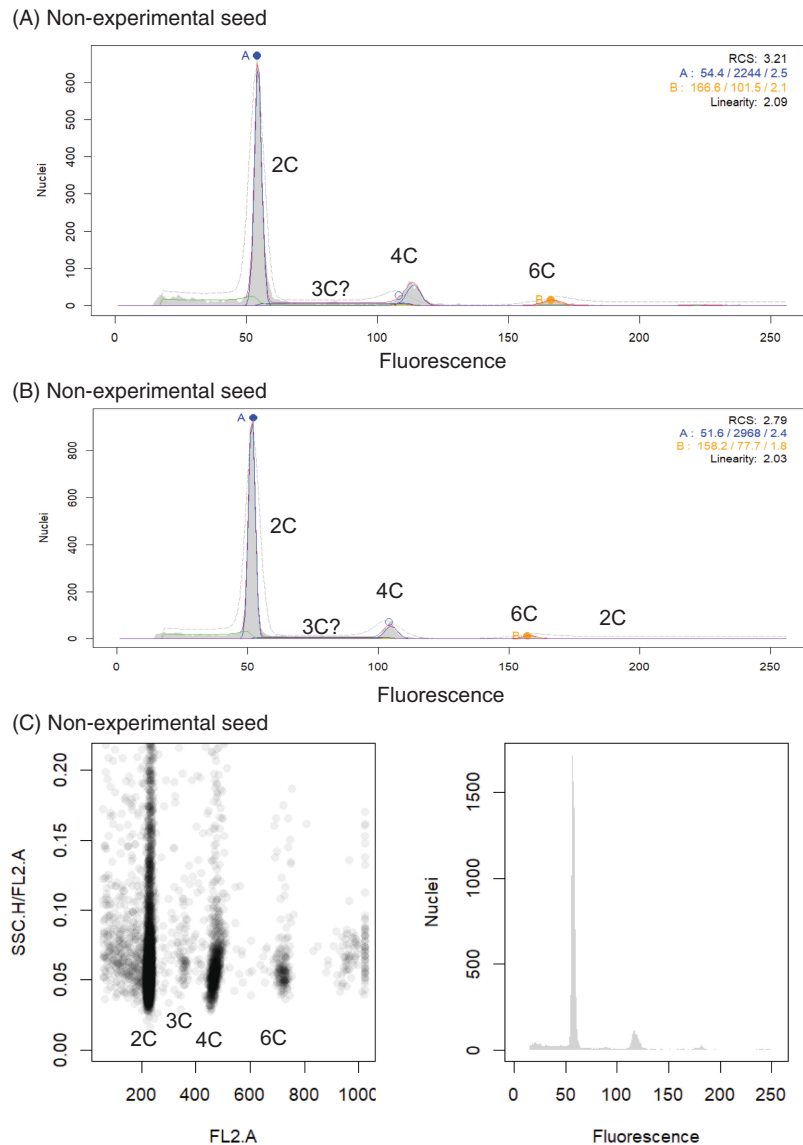 (A) Non-experimental seed
RCS: 3.21
A : 54.4 / 2244 / 2.5
B : 166.6 / 101.5 / 2.1
Linearity: 2.09
A
2C
3C?
4C
6C
B
Nuclei
600
500
400
300
200
100
0
0 50 100 150 200 250
Fluorescence
(B) Non-experimental seed
RCS: 2.79
A : 51.6 / 2968 / 2.4
B : 158.2 / 77.7 / 1.8
Linearity: 2.03
A
2C
3C?
4C
6C
2C
B
Nuclei
800
600
400
200
0
0 50 100 150 200 250
Fluorescence
(C) Non-experimental seed
SSC.H/FL2.A
0.20
0.15
0.10
0.05
0.00
2C
3C
4C
6C
200 400 600 800 1000
FL2.A
Nuclei
1500
1000
500
0
0 50 100 150 200 250
Fluorescence